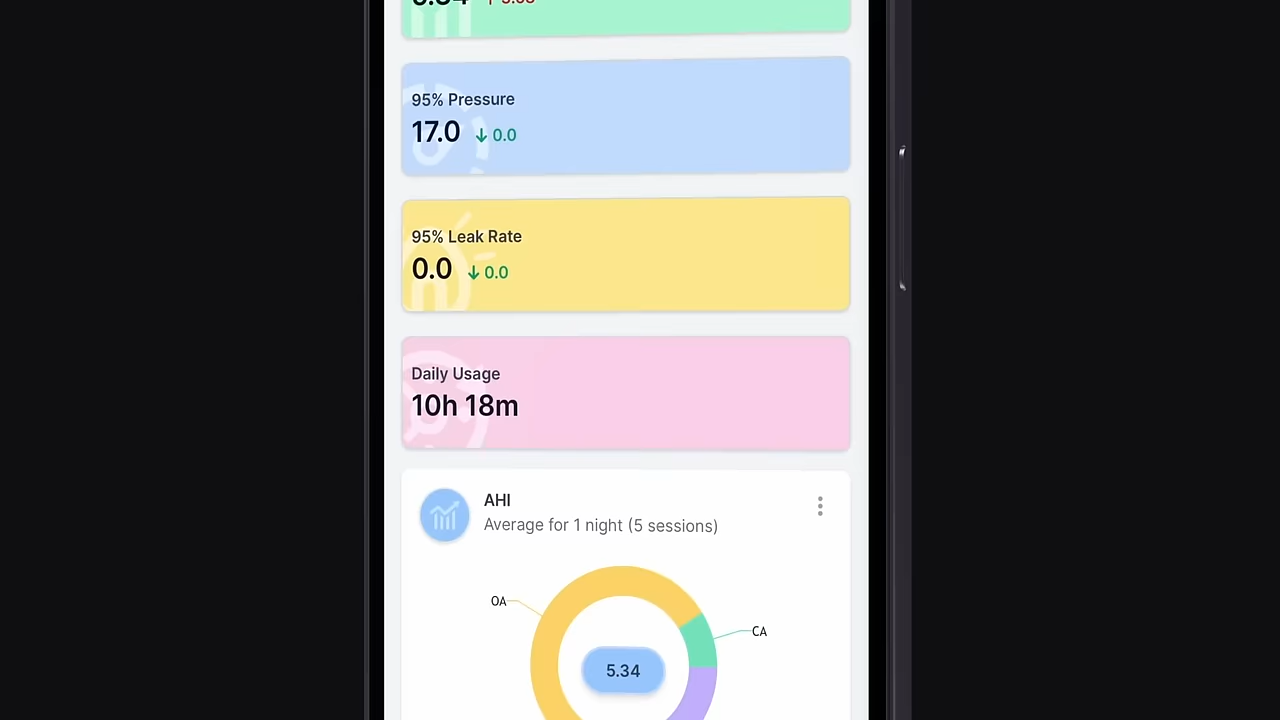 95% Pressure
17.0 ↓ 0.0
95% Leak Rate
0.0 ↓ 0.0
Daily Usage
10h 18m
AHI
Average for 1 night (5 sessions)
OA
CA
5.34